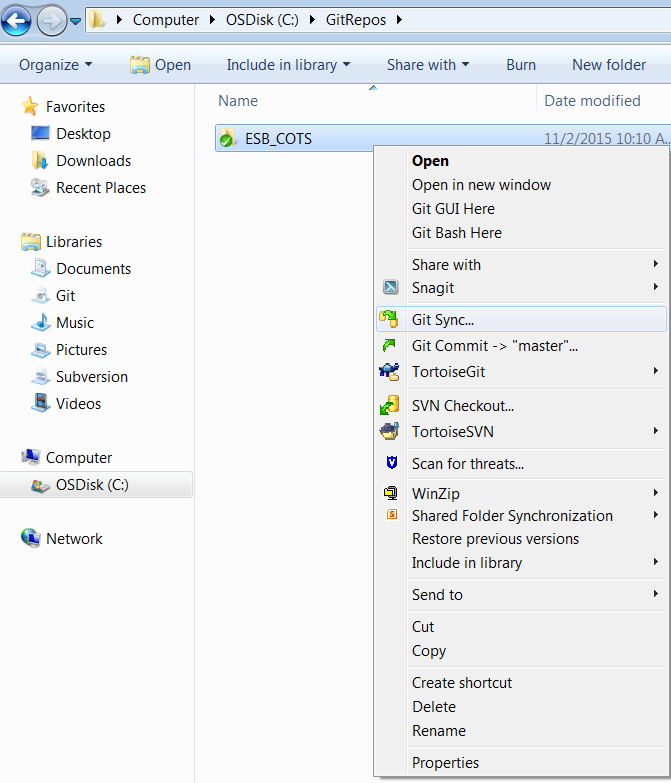 Computer OSDisk (C:) GitRepos
Organize Open Include in library Share with Burn New folder
Name Date modified
ESB_COTS 11/2/2015 10:10 A...
Favorites
Desktop
Downloads
Recent Places
Libraries
Documents
Git
Music
Pictures
Subversion
Videos
Computer
OSDisk (C:)
Network
Open
Open in new window
Git GUI Here
Git Bash Here
Share with
Snagit
Git Sync...
Git Commit -> "master"...
TortoiseGit
SVN Checkout...
TortoiseSVN
Scan for threats...
WinZip
Shared Folder Synchronization
Restore previous versions
Include in library
Send to
Cut
Copy
Create shortcut
Delete
Rename
Properties